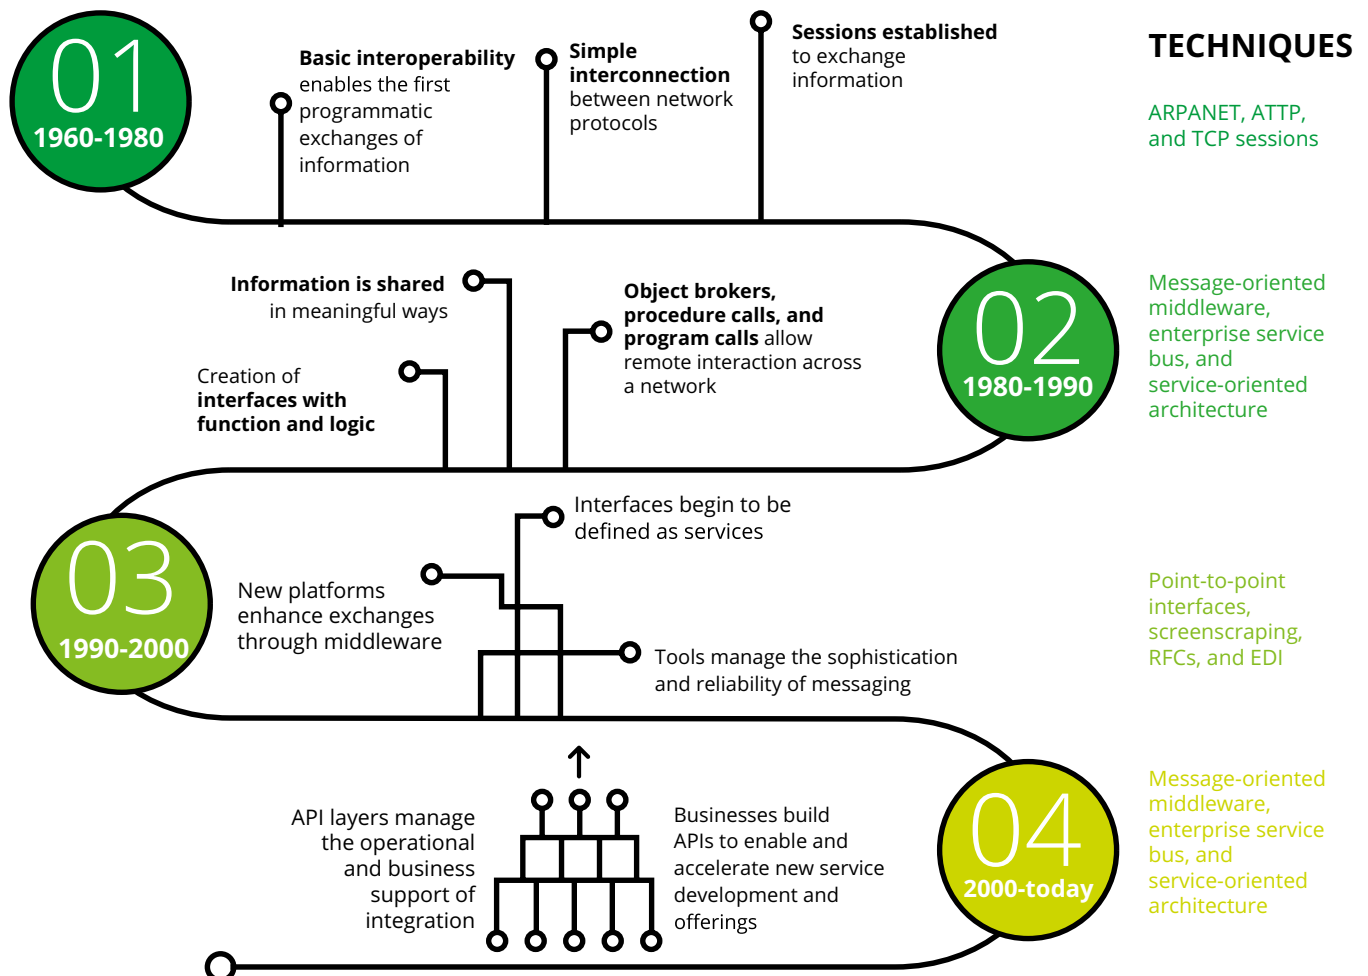 01
1960-1980
Basic interoperability
enables the first
programmatic
exchanges of
information
Simple
interconnection
between network
protocols
Sessions established
to exchange
information
TECHNIQUES
ARPANET, ATTP,
and TCP sessions
Information is shared
in meaningful ways
Creation of
interfaces with
function and logic
Object brokers,
procedure calls, and
program calls allow
remote interaction across
a network
02
1980-1990
Message-oriented
middleware,
enterprise service
bus, and
service-oriented
architecture
03
1990-2000
New platforms
enhance exchanges
through middleware
Interfaces begin to be
defined as services
Tools manage the sophistication
and reliability of messaging
Point-to-point
interfaces,
screenscraping,
RFCs, and EDI
API layers manage
the operational
and business
support of
integration
Businesses build
APIs to enable and
accelerate new service
development and
offerings
04
2000-today
Message-oriented
middleware,
enterprise service
bus, and
service-oriented
architecture